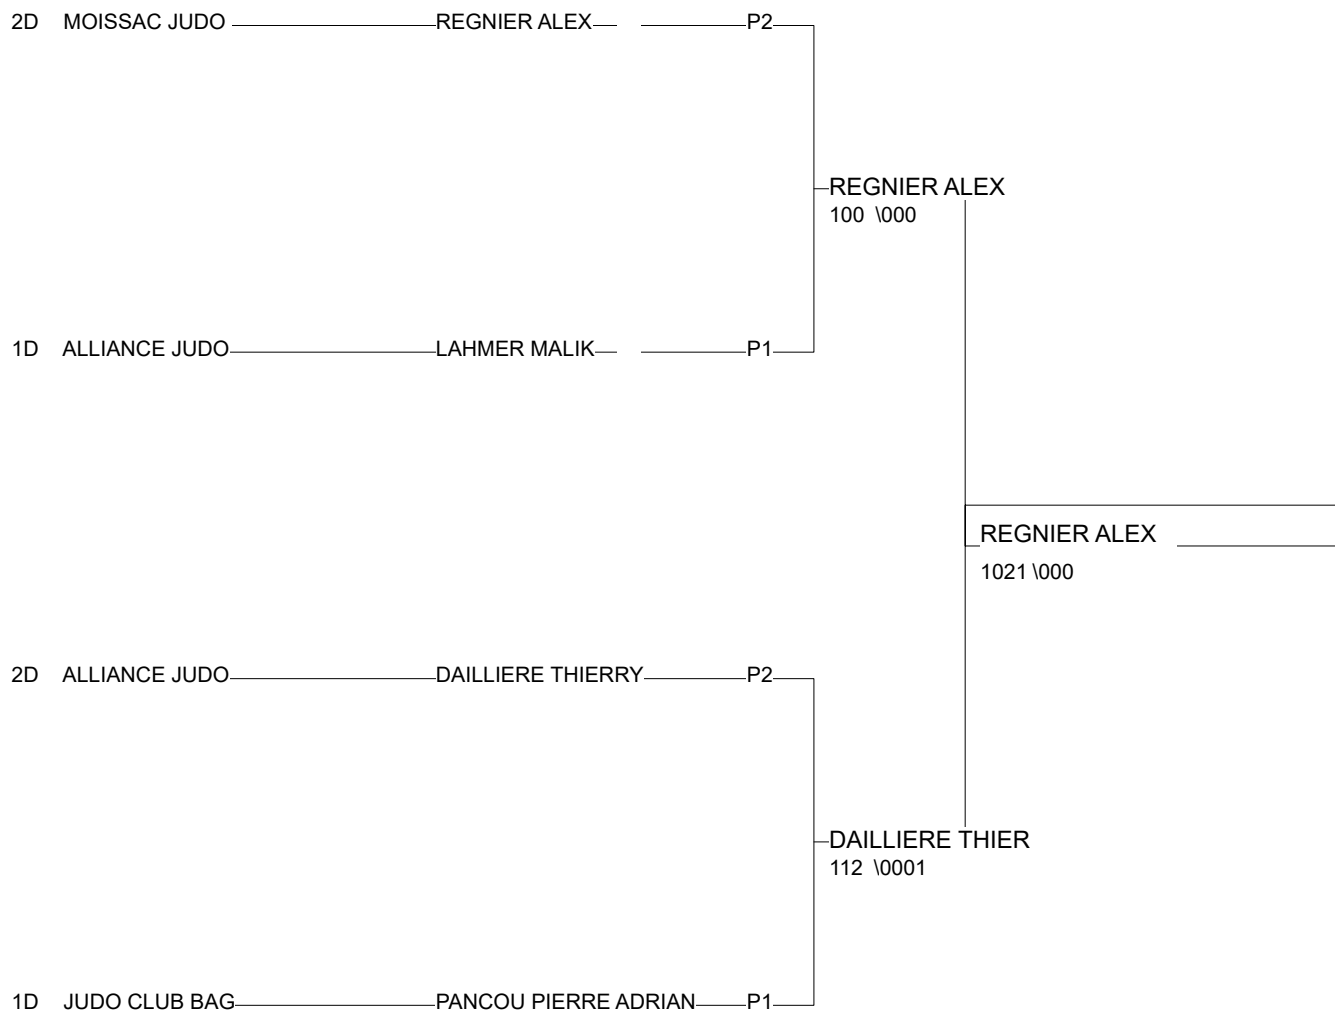 2D MOISSAC JUDO REGNIER ALEX P2
REGNIER ALEX
100 \000
1D ALLIANCE JUDO LAHMER MALIK P1
REGNIER ALEX
1021 \000
2D ALLIANCE JUDO DAILLIERE THIERRY P2
DAILLIERE THIER
112 \0001
1D JUDO CLUB BAG PANCOU PIERRE ADRIAN P1